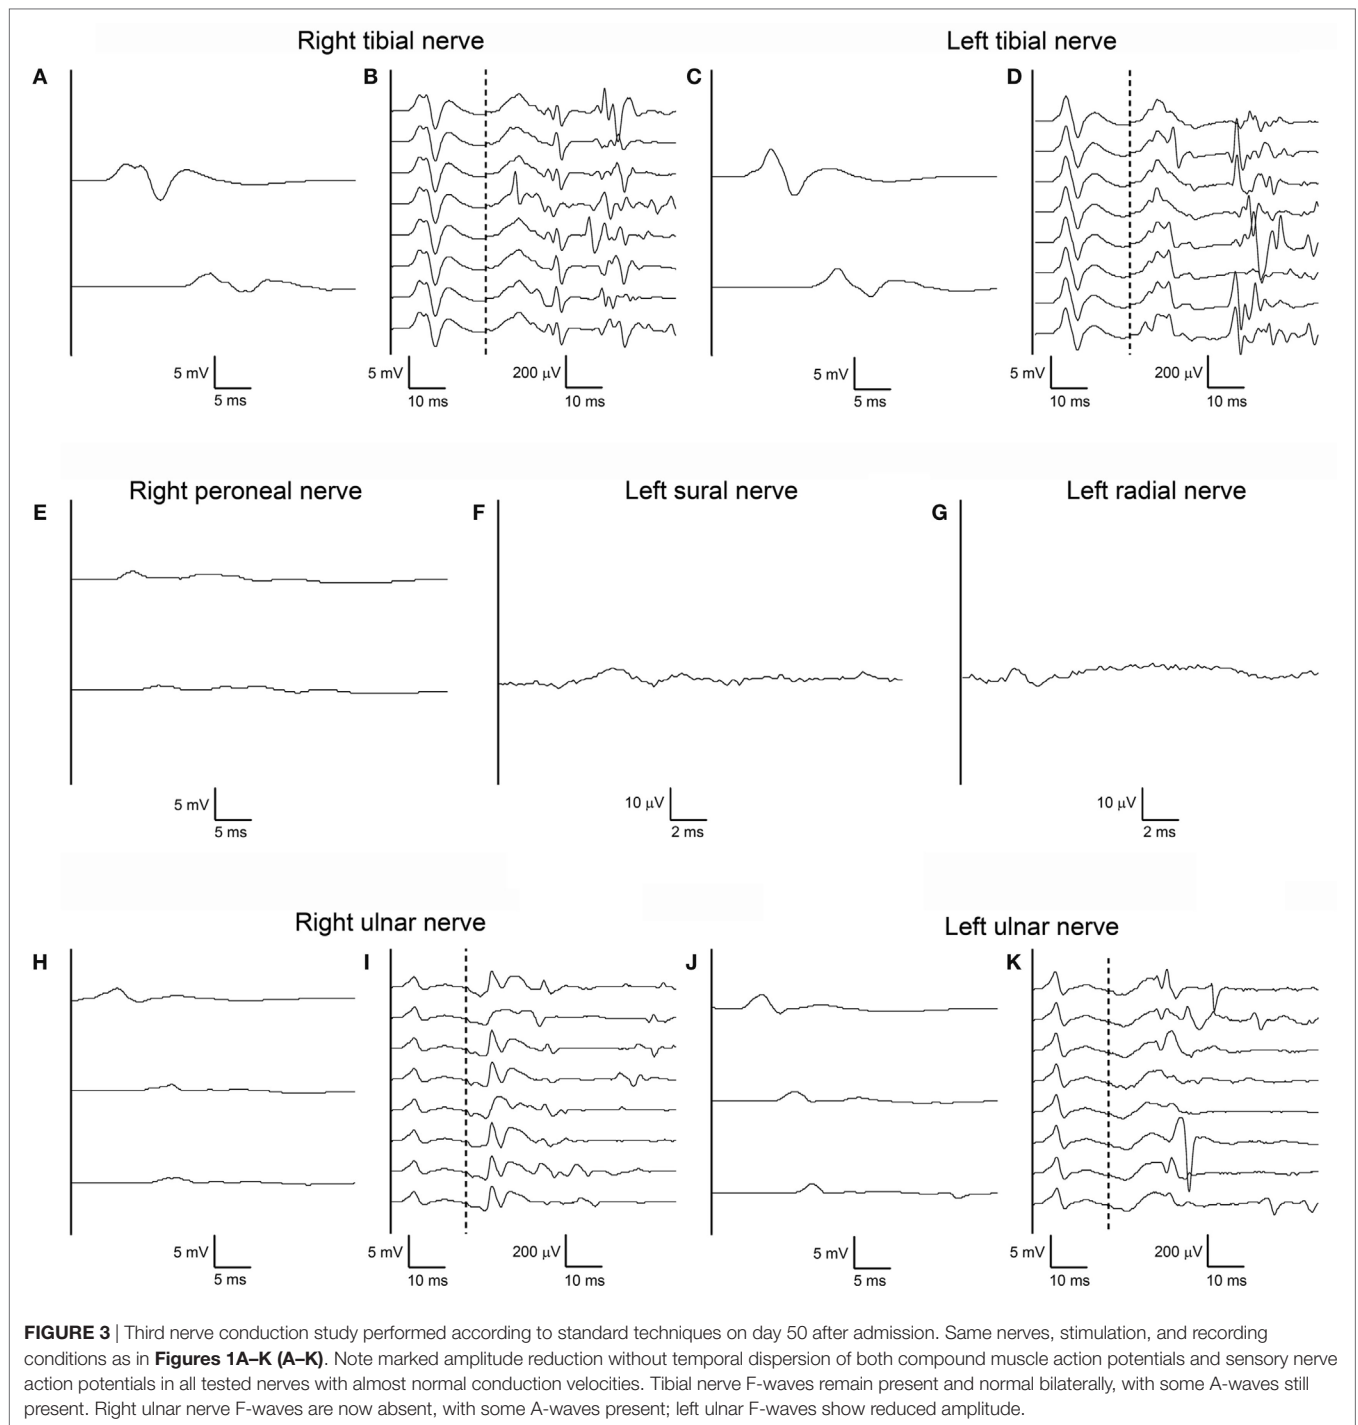 Right tibial nerve
Left tibial nerve
A
B
C
D
5 mV
5 ms
5 mV
10 ms
200 µV
10 ms
5 mV
5 ms
5 mV
10 ms
200 µV
10 ms
Right peroneal nerve
Left sural nerve
Left radial nerve
E
F
G
5 mV
5 ms
10 µV
2 ms
10 µV
2 ms
Right ulnar nerve
Left ulnar nerve
H
I
J
K
5 mV
5 ms
5 mV
10 ms
200 µV
10 ms
5 mV
5 ms
5 mV
10 ms
200 µV
10 ms
FIGURE 3 | Third nerve conduction study performed according to standard techniques on day 50 after admission. Same nerves, stimulation, and recording
conditions as in Figures 1A–K (A–K). Note marked amplitude reduction without temporal dispersion of both compound muscle action potentials and sensory nerve
action potentials in all tested nerves with almost normal conduction velocities. Tibial nerve F-waves remain present and normal bilaterally, with some A-waves still
present. Right ulnar nerve F-waves are now absent, with some A-waves present; left ulnar F-waves show reduced amplitude.